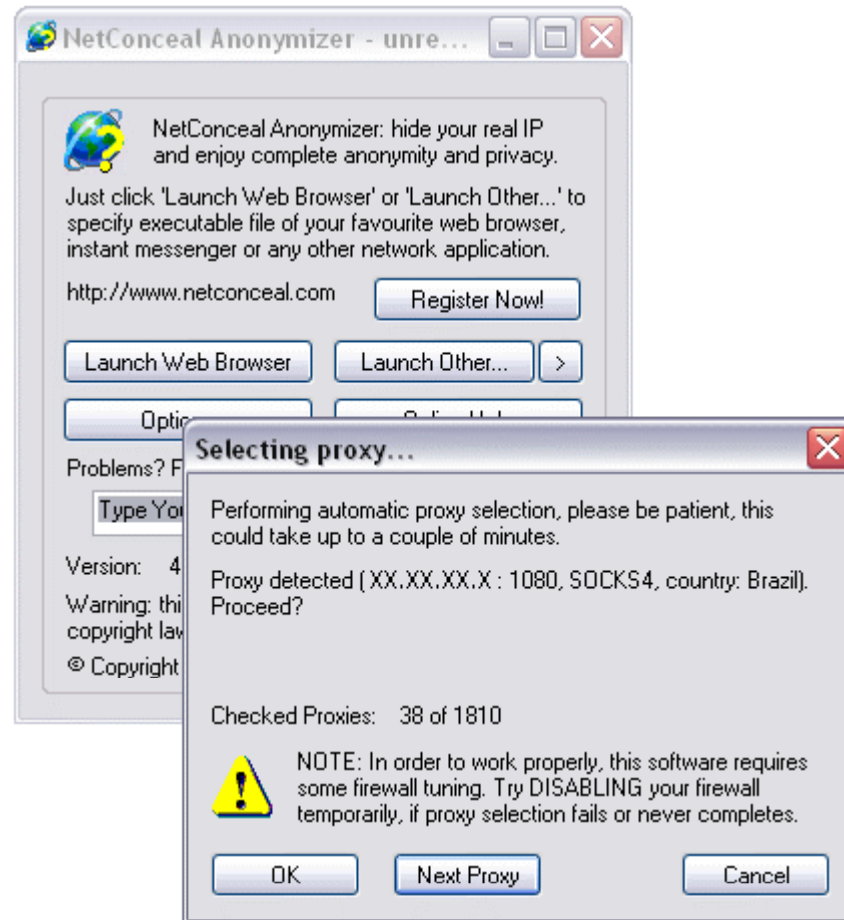 NetConceal Anonymizer - unre...
NetConceal Anonymizer: hide your real IP
and enjoy complete anonymity and privacy.
Just click 'Launch Web Browser' or 'Launch Other...' to
specify executable file of your favourite web browser,
instant messenger or any other network application.
http://www.netconceal.com
Register Now!
Launch Web Browser
Launch Other...
>
Problems? F
Type You
Version: 4
Warning: thi
copyright law
© Copyright
Selecting proxy...
Performing automatic proxy selection, please be patient, this
could take up to a couple of minutes.
Proxy detected ( XX.XX.XX.X : 1080, SOCKS4, country: Brazil).
Proceed?
Checked Proxies: 38 of 1810
NOTE: In order to work properly, this software requires
some firewall tuning. Try DISABLING your firewall
temporarily, if proxy selection fails or never completes.
OK
Next Proxy
Cancel